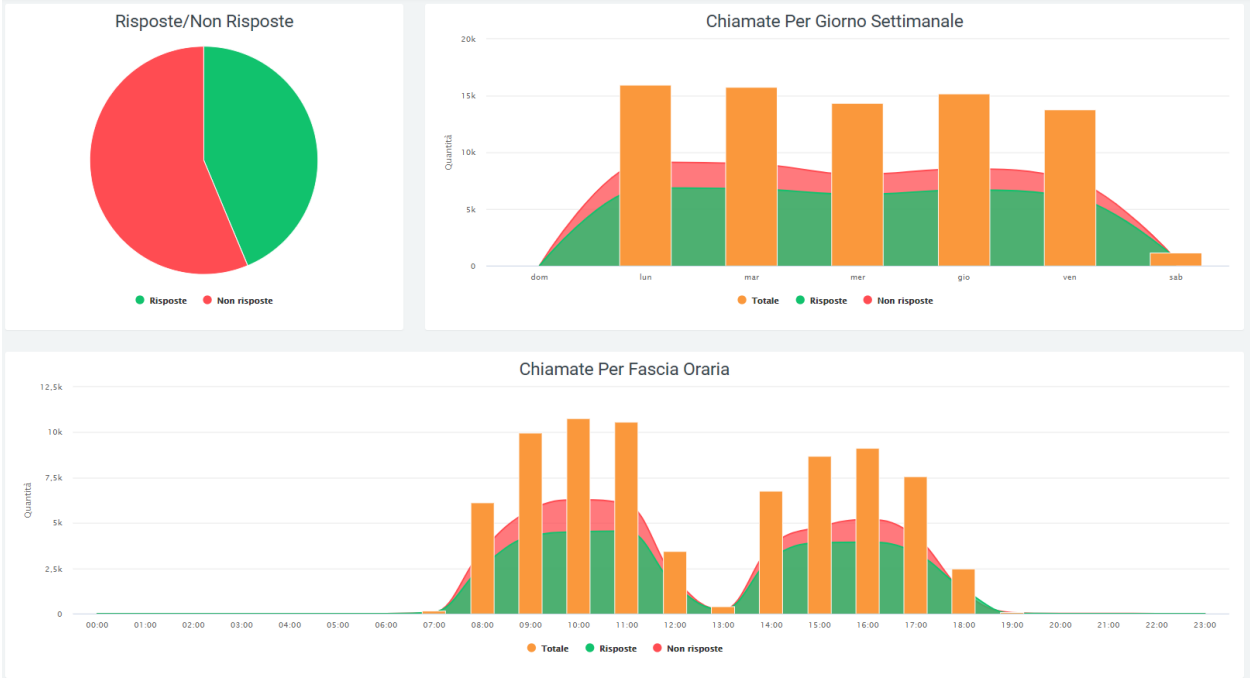 Risposte/Non Risposte
Risposte Non risposte
Chiamate Per Giorno Settimanale
20k
15k
10k
5k
0
Quantità
dom lun mar mer gio ven sab
Totale Risposte Non risposte
Chiamate Per Fascia Oraria
12,5k
10k
7,5k
5k
2,5k
0
Quantità
00:00 01:00 02:00 03:00 04:00 05:00 06:00 07:00 08:00 09:00 10:00 11:00 12:00 13:00 14:00 15:00 16:00 17:00 18:00 19:00 20:00 21:00 22:00 23:00
Totale Risposte Non risposte